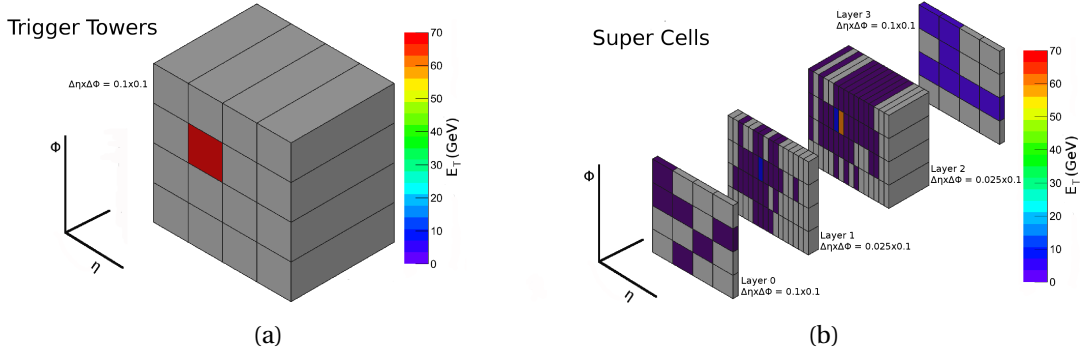 Trigger Towers
ΔηxΔΦ = 0.1x0.1
Φ
η
70
60
50
40
30
20
10
0
E_T (GeV)
(a)
Super Cells
Layer 3
ΔηxΔΦ = 0.1x0.1
Layer 2
ΔηxΔΦ = 0.025x0.1
Layer 1
ΔηxΔΦ = 0.025x0.1
Layer 0
ΔηxΔΦ = 0.1x0.1
Φ
η
70
60
50
40
30
20
10
0
E_T (GeV)
(b)